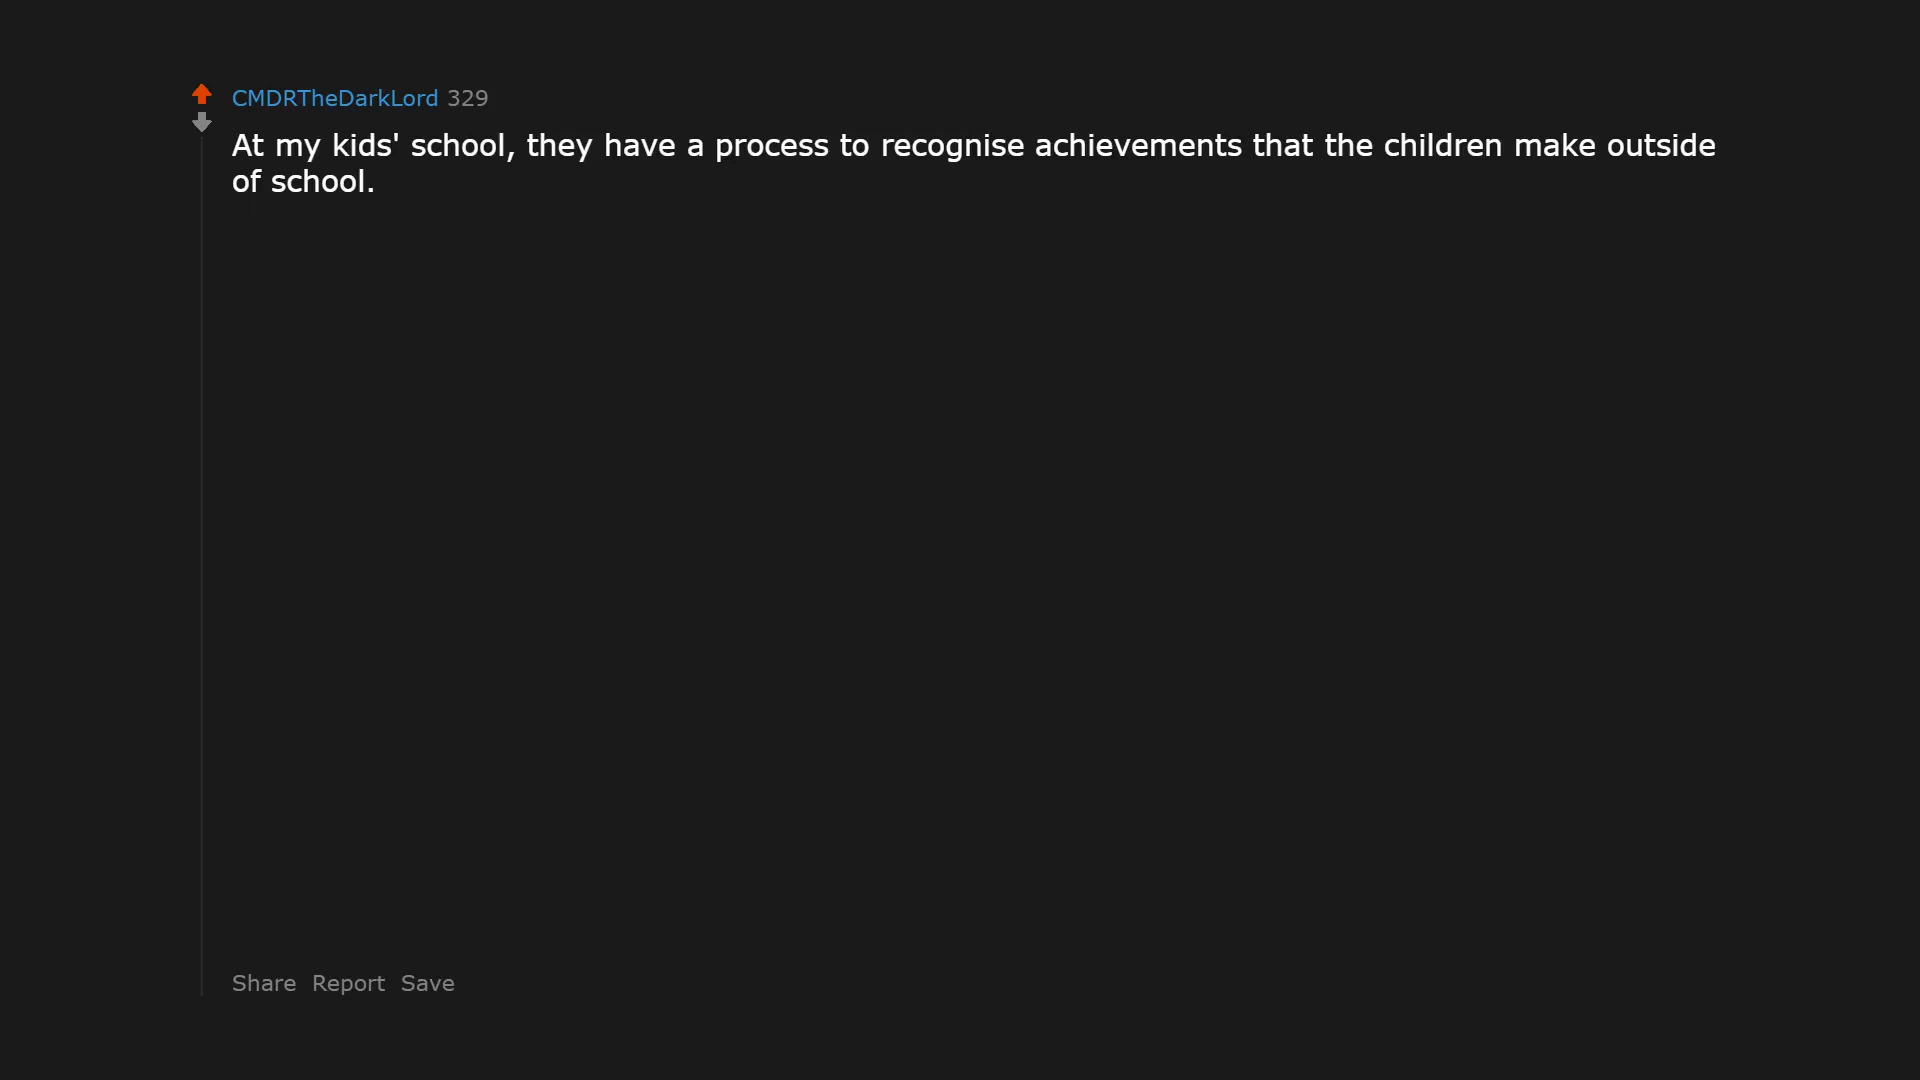 CMDRTheDarkLord 329
At my kids' school, they have a process to recognise achievements that the children make outside
of school.
Share Report Save